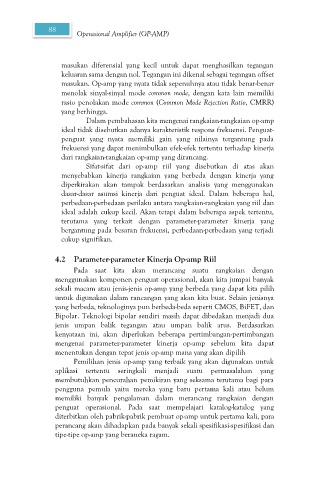 88
Operasional Amplifier (OP-AMP)
masukan diferensial yang kecil untuk dapat menghasilkan tegangan
keluaran sama dengan nol. Tegangan ini dikenal sebagai tegangan offset
masukan. Op-amp yang nyata tidak sepenuhnya atau tidak benar-benar
menolak sinyal-sinyal mode common mode, dengan kata lain memiliki
rasio penolakan mode common (Common Mode Rejection Ratio, CMRR)
yang berhingga.
Dalam pembahasan kita mengenai rangkaian-rangkaian op-amp
ideal tidak disebutkan adanya karakteristik respons frekuensi. Penguat-
penguat yang nyata memiliki gain yang nilainya tergantung pada
frekuensi yang dapat menimbulkan efek-efek tertentu terhadap kinerja
dari rangkaian-rangkaian op-amp yang dirancang.
Sifat-sifat dari op-amp riil yang disebutkan di atas akan
menyebabkan kinerja rangkaian yang berbeda dengan kinerja yang
diperkirakan akan tampak berdasarkan analisis yang menggunakan
dasar-dasar asumsi kinerja dari penguat ideal. Dalam beberapa hal,
perbedaan-perbedaan perilaku antara rangkaian-rangkaian yang riil dan
ideal adalah cukup kecil. Akan tetapi dalam beberapa aspek tertentu,
terutama yang terkait dengan parameter-parameter kinerja yang
bergantung pada besaran frekuensi, perbedaan-perbedaan yang terjadi
cukup signifikan.
4.2 Parameter-parameter Kinerja Op-amp Riil
Pada saat kita akan merancang suatu rangkaian dengan
menggunakan komponen penguat operasional, akan kita jumpai banyak
sekali macam atau jenis-jenis op-amp yang berbeda yang dapat kita pilih
untuk digunakan dalam rancangan yang akan kita buat. Selain jenisnya
yang berbeda, teknologinya pun berbeda-beda seperti CMOS, BiFET, dan
Bipolar. Teknologi bipolar sendiri masih dapat dibedakan menjadi dua
jenis umpan balik tegangan atau umpan balik arus. Berdasarkan
kenyataan ini, akan diperlukan beberapa pertimbangan-pertimbangan
mengenai parameter-parameter kinerja op-amp sebelum kita dapat
menentukan dengan tepat jenis op-amp mana yang akan dipilih
Pemilihan jenis op-amp yang terbaik yang akan digunakan untuk
aplikasi tertentu seringkali menjadi suatu permasalahan yang
membutuhkan pencurahan pemikiran yang seksama terutama bagi para
pengguna pemula yaitu mereka yang baru pertama kali atau belum
memiliki banyak pengalaman dalam merancang rangkaian dengan
penguat operasional. Pada saat mempelajari katalog-katalog yang
diterbitkan oleh pabrik-pabrik pembuat op-amp untuk pertama kali, para
perancang akan dihadapkan pada banyak sekali spesifikasi-spesifikasi dan
tipe-tipe op-amp yang beraneka ragam.